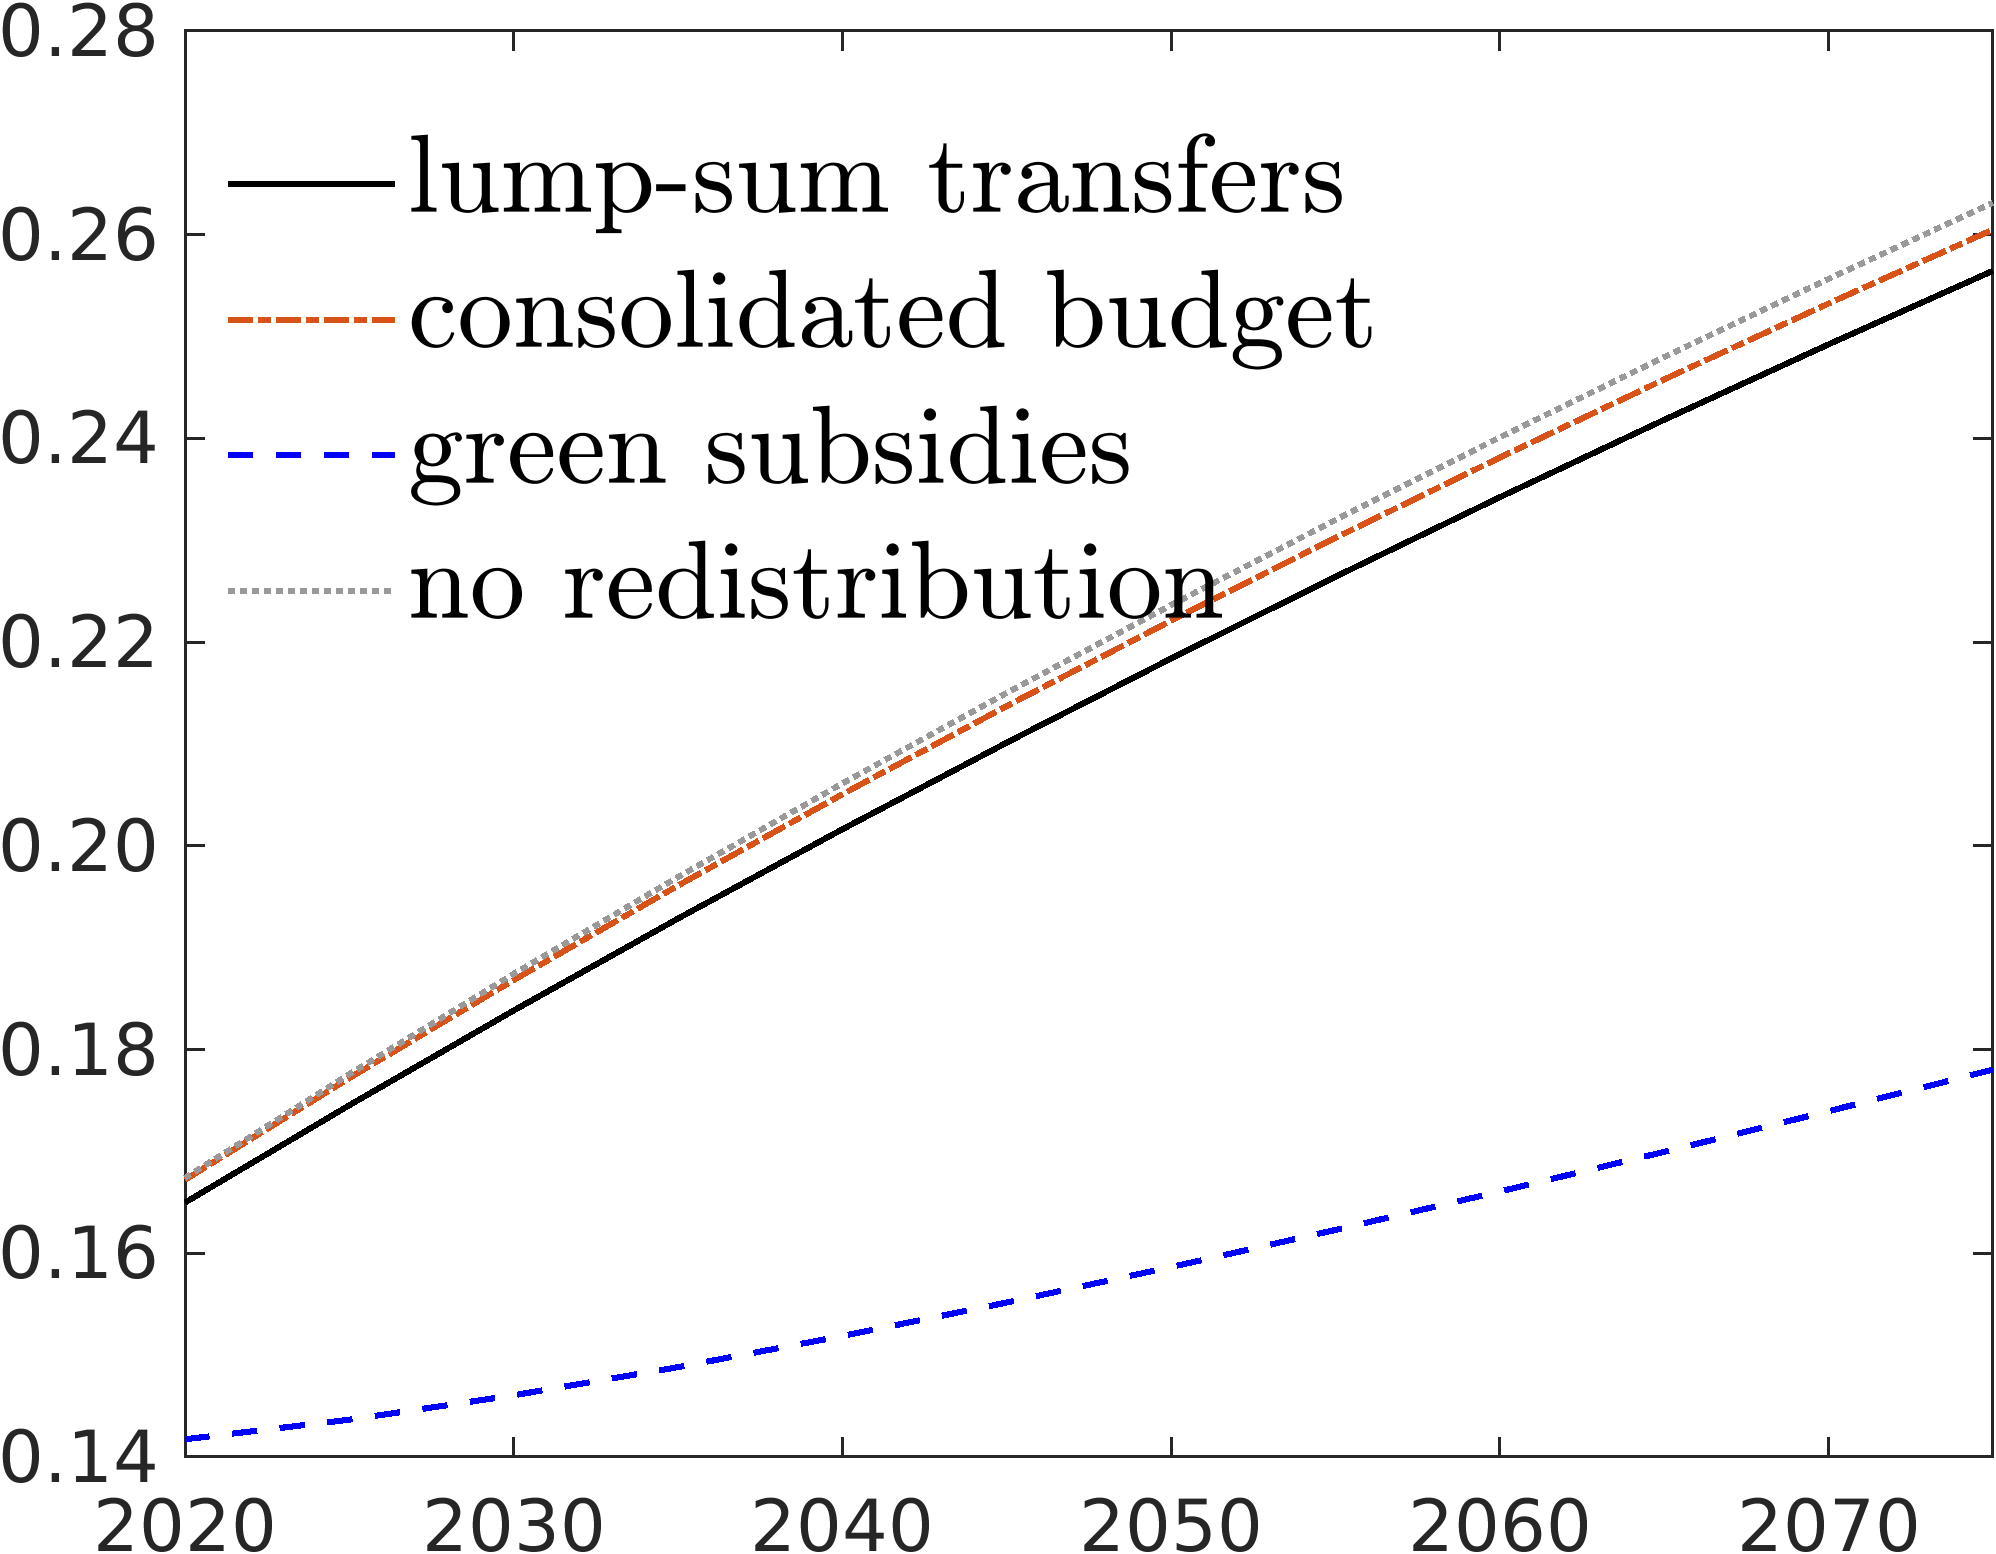 0.28
lump-sum transfers
0.26
consolidated budget
0.24
green subsidies
no redistribution
0.22
0.20
0.18
0.16
0.14
2020 2030 2040 2050 2060 2070